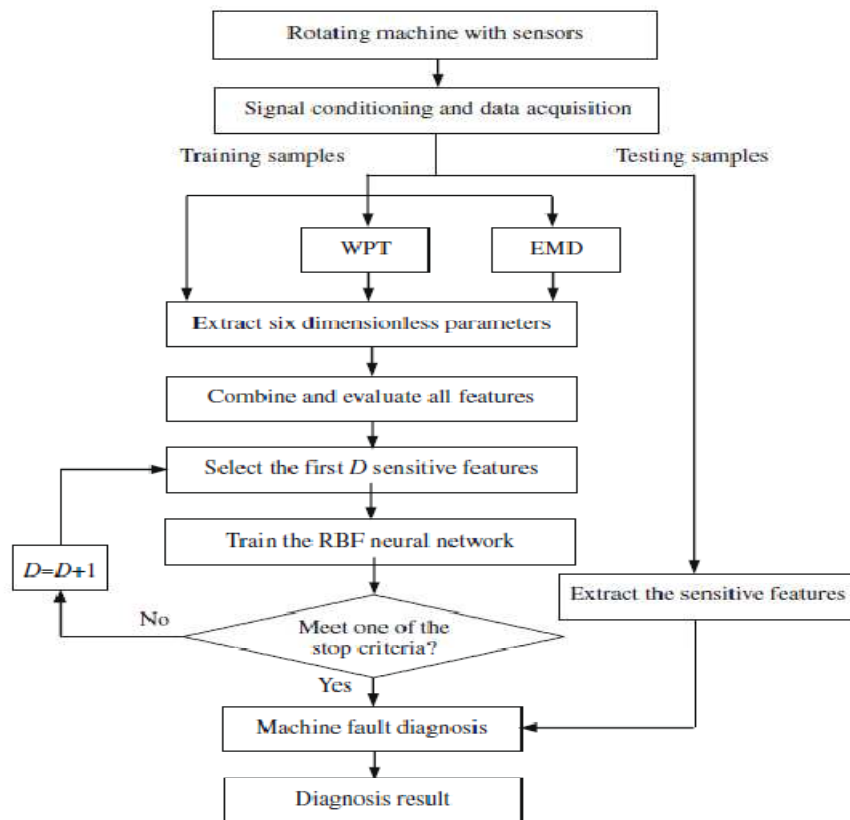 Rotating machine with sensors
Signal conditioning and data acquisition
Training samples
Testing samples
WPT
EMD
Extract six dimensionless parameters
Combine and evaluate all features
Select the first D sensitive features
Train the RBF neural network
D=D+1
Extract the sensitive features
No
Meet one of the
stop criteria?
Yes
Machine fault diagnosis
Diagnosis result